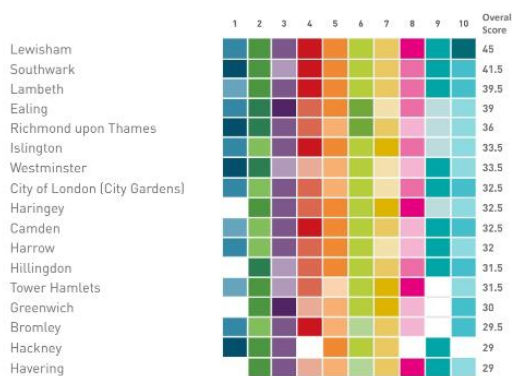 1 2 3 4 5 6 7 8 9 10 Overal Score
Lewisham 45
Southwark 41.5
Lambeth 39.5
Ealing 39
Richmond upon Thames 36
Islington 33.5
Westminster 33.5
City of London (City Gardens) 32.5
Haringey 32.5
Camden 32.5
Harrow 32
Hillingdon 31.5
Tower Hamlets 31.5
Greenwich 30
Bromley 29.5
Hackney 29
Havering 29